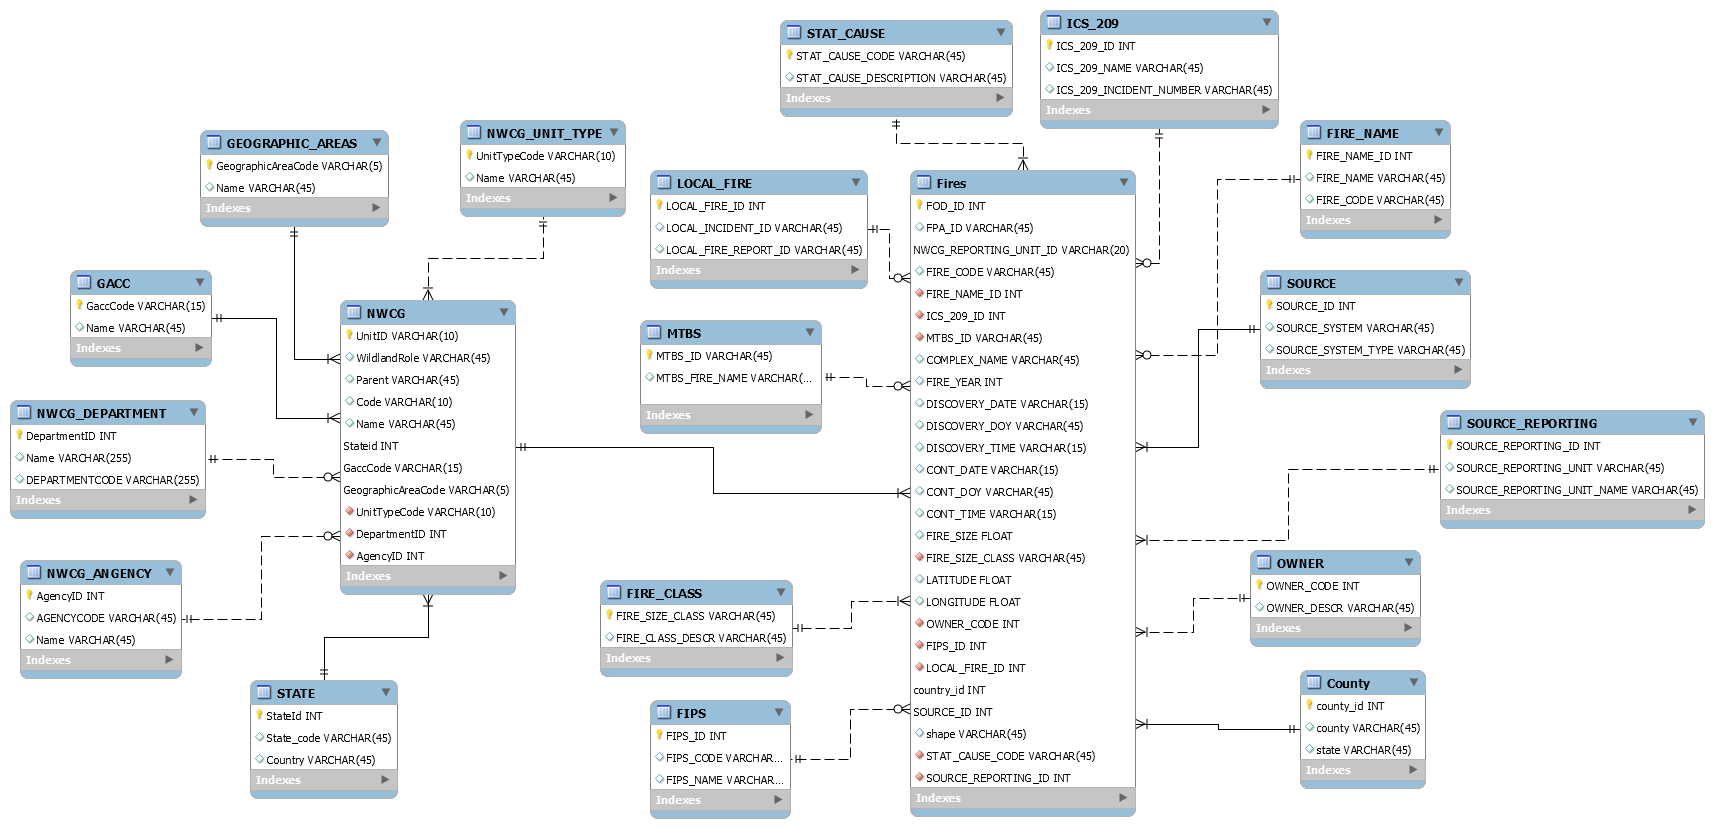 STAT_CAUSE
STAT_CAUSE_CODE VARCHAR(45)
STAT_CAUSE_DESCRIPTION VARCHAR(45)
Indexes
ICS_209
ICS_209_ID INT
ICS_209_NAME VARCHAR(45)
ICS_209_INCIDENT_NUMBER VARCHAR(45)
Indexes
GEOGRAPHIC_AREAS
GeographicAreaCode VARCHAR(5)
Name VARCHAR(45)
Indexes
NWCG_UNIT_TYPE
UnitTypeCode VARCHAR(10)
Name VARCHAR(45)
Indexes
FIRE_NAME
FIRE_NAME_ID INT
FIRE_NAME VARCHAR(45)
FIRE_CODE VARCHAR(45)
Indexes
LOCAL_FIRE
LOCAL_FIRE_ID INT
LOCAL_INCIDENT_ID VARCHAR(45)
LOCAL_FIRE_REPORT_ID VARCHAR(45)
Indexes
Fires
FOD_ID INT
FPA_ID VARCHAR(45)
NWCG_REPORTING_UNIT_ID VARCHAR(20)
FIRE_CODE VARCHAR(45)
FIRE_NAME_ID INT
ICS_209_ID INT
MTBS_ID VARCHAR(45)
COMPLEX_NAME VARCHAR(45)
FIRE_YEAR INT
DISCOVERY_DATE VARCHAR(15)
DISCOVERY_DOY VARCHAR(45)
DISCOVERY_TIME VARCHAR(15)
CONT_DATE VARCHAR(15)
CONT_DOY VARCHAR(45)
CONT_TIME VARCHAR(15)
FIRE_SIZE FLOAT
FIRE_SIZE_CLASS VARCHAR(45)
LATITUDE FLOAT
LONGITUDE FLOAT
OWNER_CODE INT
FIPS_ID INT
LOCAL_FIRE_ID INT
country_id INT
SOURCE_ID INT
shape VARCHAR(45)
STAT_CAUSE_CODE VARCHAR(45)
SOURCE_REPORTING_ID INT
Indexes
GACC
GaccCode VARCHAR(15)
Name VARCHAR(45)
Indexes
NWCG
UnitID VARCHAR(10)
WildlandRole VARCHAR(45)
Parent VARCHAR(45)
Code VARCHAR(10)
Name VARCHAR(45)
Stateid INT
GaccCode VARCHAR(15)
GeographicAreaCode VARCHAR(5)
UnitTypeCode VARCHAR(10)
DepartmentID INT
AgencyID INT
Indexes
SOURCE
SOURCE_ID INT
SOURCE_SYSTEM VARCHAR(45)
SOURCE_SYSTEM_TYPE VARCHAR(45)
Indexes
MTBS
MTBS_ID VARCHAR(45)
MTBS_FIRE_NAME VARCHAR(...
Indexes
NWCG_DEPARTMENT
DepartmentID INT
Name VARCHAR(255)
DEPARTMENTCODE VARCHAR(255)
Indexes
SOURCE_REPORTING
SOURCE_REPORTING_ID INT
SOURCE_REPORTING_UNIT VARCHAR(45)
SOURCE_REPORTING_UNIT_NAME VARCHAR(45)
Indexes
NWCG_ANGENCY
AgencyID INT
AGENCYCODE VARCHAR(45)
Name VARCHAR(45)
Indexes
FIRE_CLASS
FIRE_SIZE_CLASS VARCHAR(45)
FIRE_CLASS_DESCR VARCHAR(45)
Indexes
OWNER
OWNER_CODE INT
OWNER_DESCR VARCHAR(45)
Indexes
STATE
StateId INT
State_code VARCHAR(45)
Country VARCHAR(45)
Indexes
FIPS
FIPS_ID INT
FIPS_CODE VARCHAR...
FIPS_NAME VARCHAR...
Indexes
County
county_id INT
county VARCHAR(45)
state VARCHAR(45)
Indexes